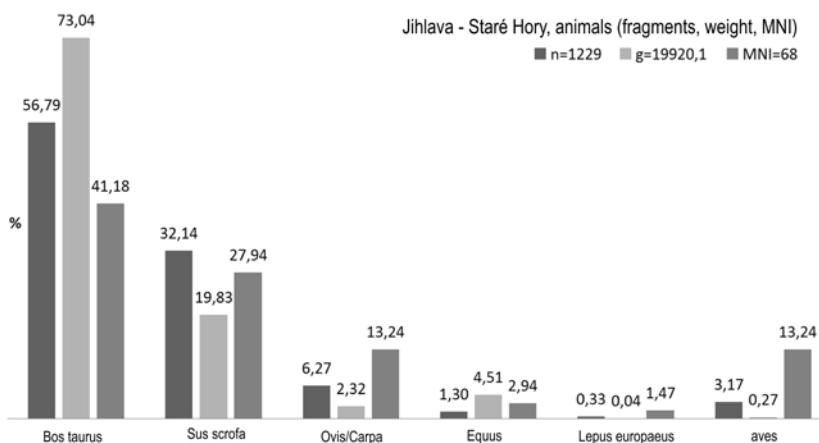 Jihlava - Staré Hory, animals (fragments, weight, MNI)
n=1229 g=19920,1 MNI=68
%
56,79 73,04 41,18
32,14 19,83 27,94
6,27 2,32 13,24
1,30 4,51 2,94
0,33 0,04 1,47
3,17 0,27 13,24
Bos taurus Sus scrofa Ovis/Carpa Equus Lepus europaeus aves